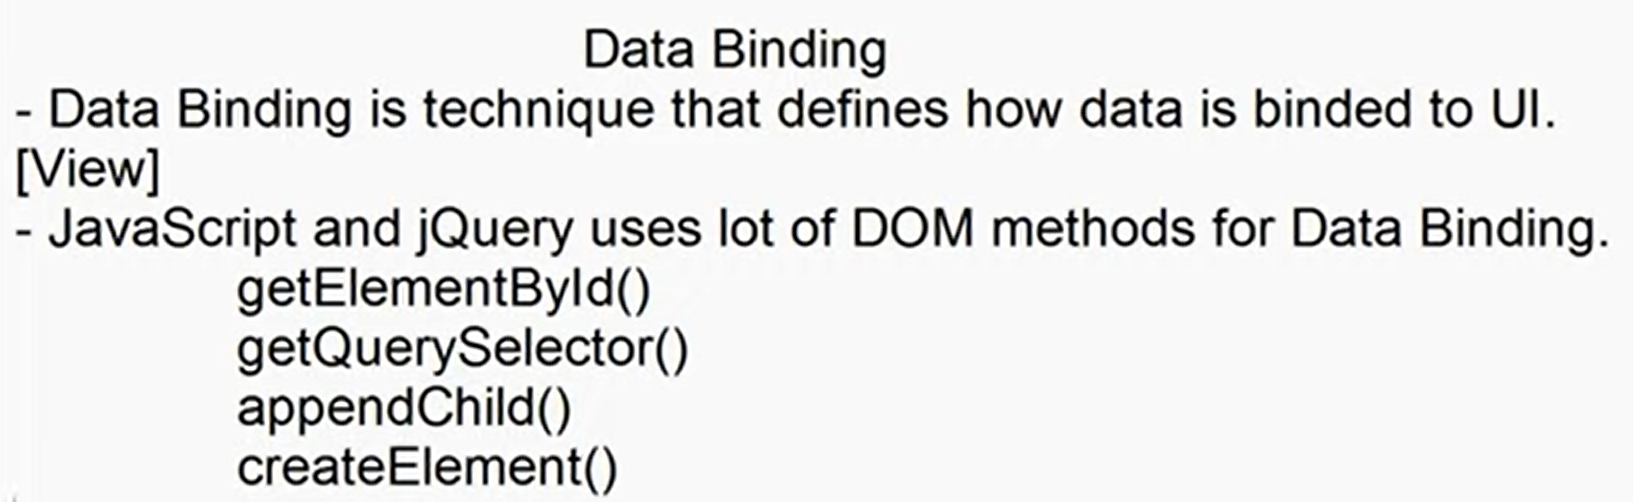 Data Binding
- Data Binding is technique that defines how data is binded to UI.
[View]
- JavaScript and jQuery uses lot of DOM methods for Data Binding.
getElementById()
getQuerySelector()
appendChild()
createElement()